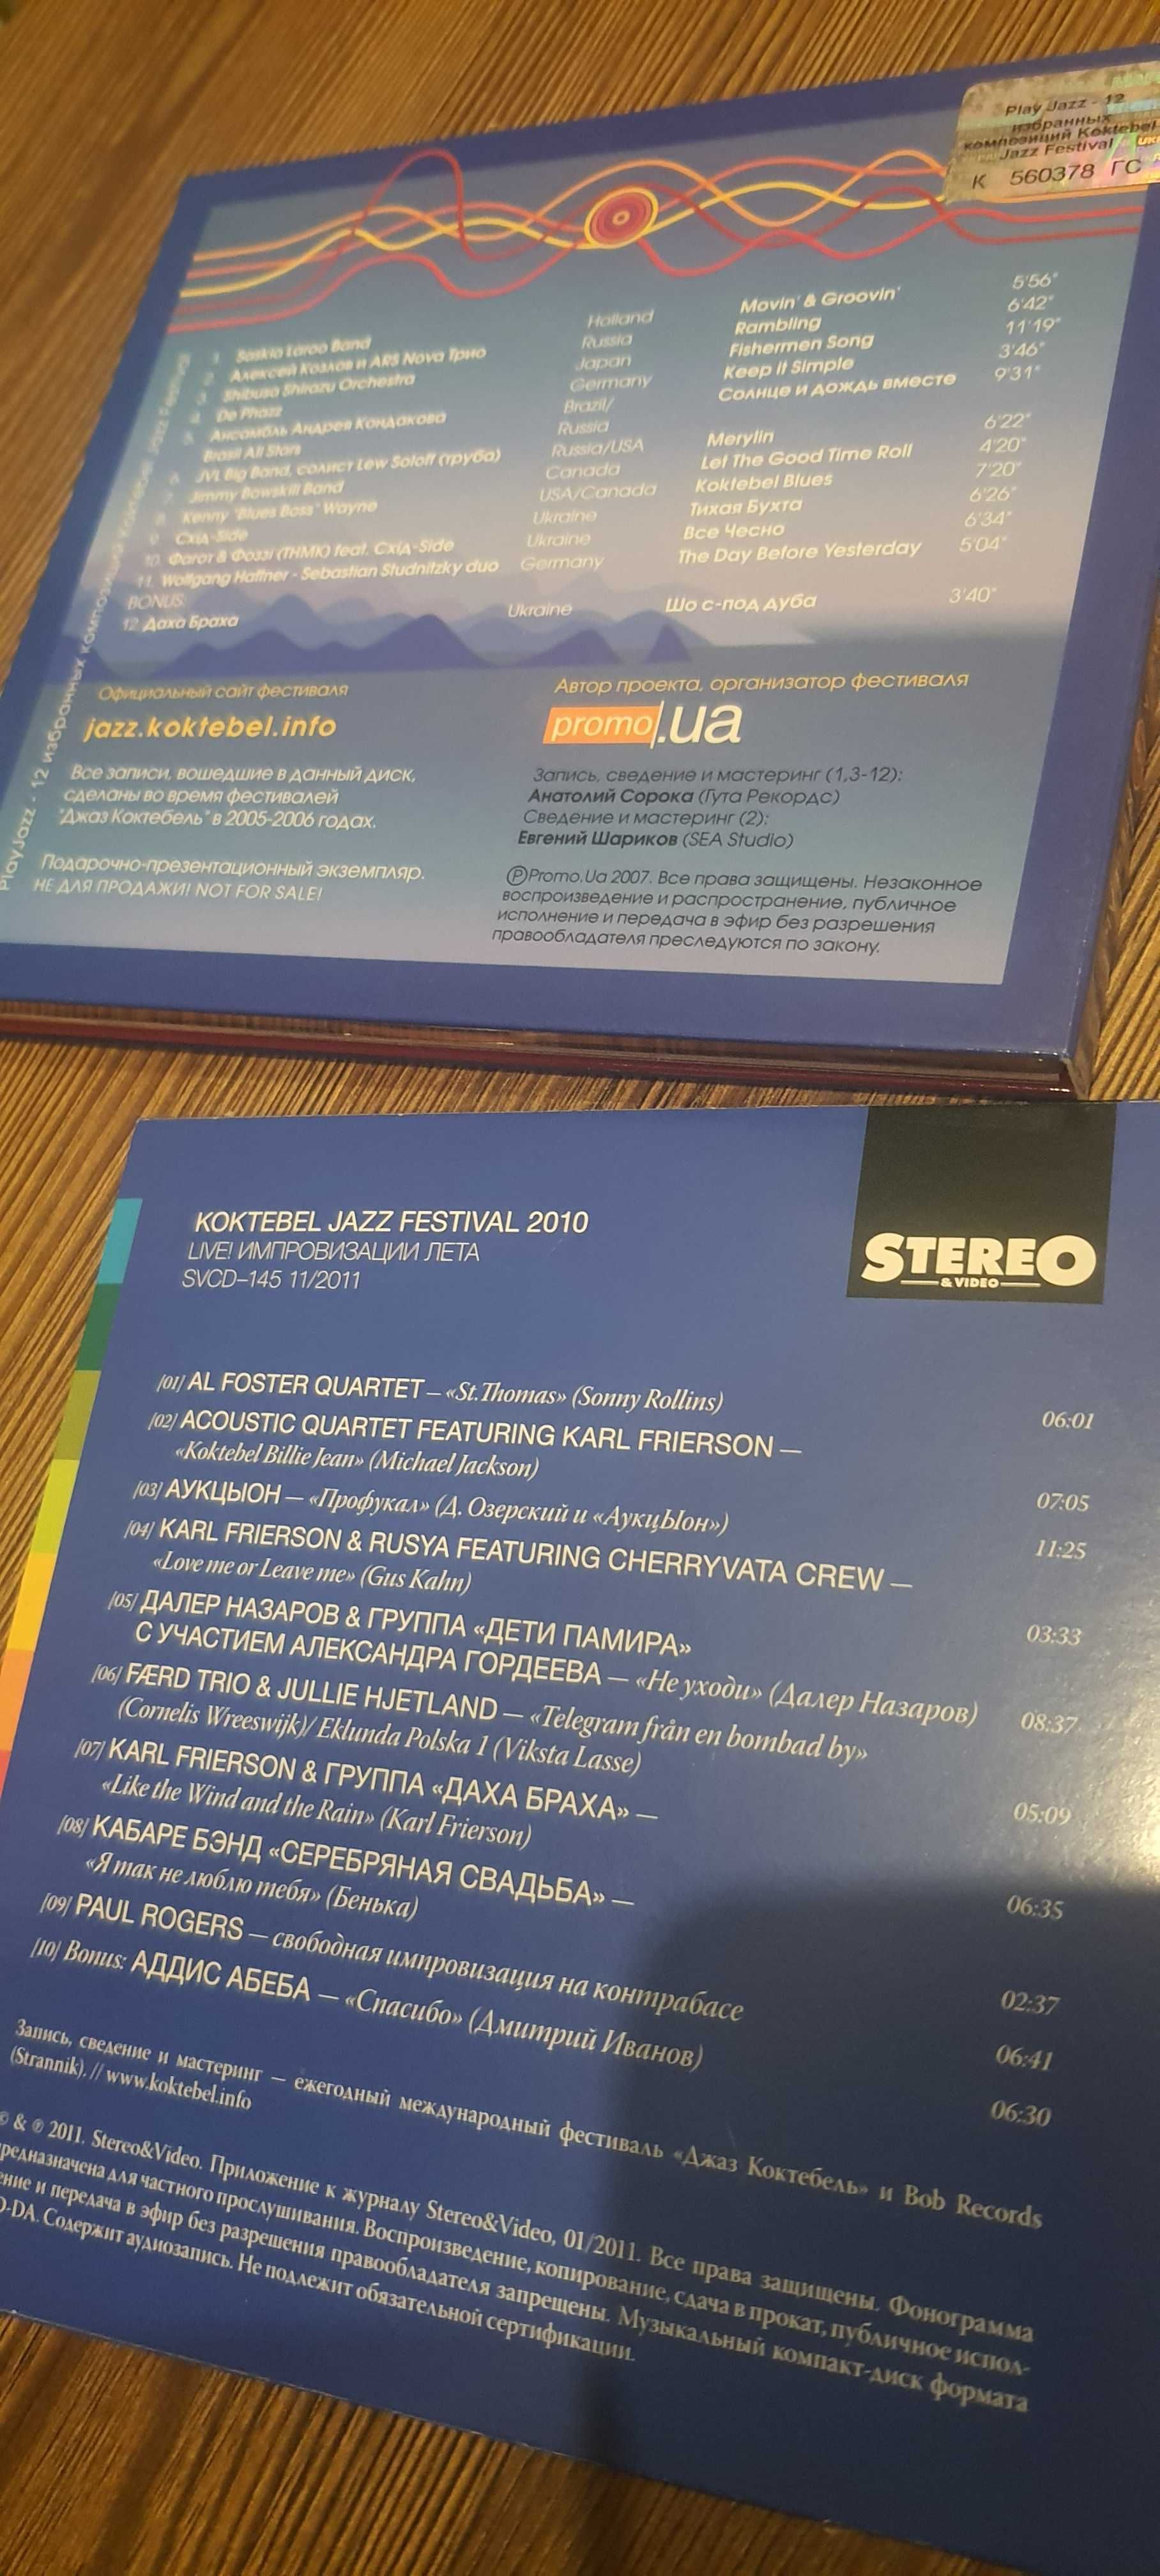 Play Jazz - 12
избранных
композиций Koktebel
Jazz Festival
К 560378 ГС
PlayJazz - 12 избранных композиций Koktebel Jazz Festival
1. Saskia Laroo Band Holland Movin' & Groovin' 5'56"
2. Алексей Козлов и ARS Nova Трио Russia Rambling 6'42"
3. Shibusa Shirazu Orchestra Japan Fishermen Song 11'19"
4. De Phazz Germany Keep it Simple 3'46"
5. Ансамбль Андрея Кондакова Brazil/ Солнце и дождь вместе 9'31"
Brasil All Stars Russia
6. JVL Big Band, солист Lew Soloff (труба) Russia/USA Merylin 6'22"
7. Jimmy Bowskill Band Canada Let The Good Time Roll 4'20"
8. Kenny "Blues Boss" Wayne USA/Canada Koktebel Blues 7'20"
9. Схід-Side Ukraine Тихая Бухта 6'26"
10. Фагот & Фоззі (ТНМК) feat. Схід-Side Ukraine Все Чесно 6'34"
11. Wolfgang Haffner - Sebastian Studnitzky duo Germany The Day Before Yesterday 5'04"
BONUS:
12. Даха Браха Ukraine Шо с-под дуба 3'40"
Официальный сайт фестиваля
jazz.koktebel.info
Все записи, вошедшие в данный диск,
сделаны во время фестивалей
"Джаз Коктебель" в 2005-2006 годах.
Подарочно-презентационный экземпляр.
НЕ ДЛЯ ПРОДАЖИ! NOT FOR SALE!
Автор проекта, организатор фестиваля
promo.ua
Запись, сведение и мастеринг (1,3-12):
Анатолий Сорока (Гута Рекордс)
Сведение и мастеринг (2):
Евгений Шариков (SEA Studio)
℗Promo.Ua 2007. Все права защищены. Незаконное
воспроизведение и распространение, публичное
исполнение и передача в эфир без разрешения
правообладателя преследуются по закону.
KOKTEBEL JAZZ FESTIVAL 2010
LIVE! ИМПРОВИЗАЦИИ ЛЕТА
SVCD–145 11/2011
STEREO
& VIDEO
[01] AL FOSTER QUARTET – «St.Thomas» (Sonny Rollins) 06:01
[02] ACOUSTIC QUARTET FEATURING KARL FRIERSON –
«Koktebel Billie Jean» (Michael Jackson) 07:05
[03] АУКЦЫОН – «Профукал» (Д. Озерский и «АукцЫон») 11:25
[04] KARL FRIERSON & RUSYA FEATURING CHERRYVATA CREW –
«Love me or Leave me» (Gus Kahn) 03:33
[05] ДАЛЕР НАЗАРОВ & ГРУППА «ДЕТИ ПАМИРА»
С УЧАСТИЕМ АЛЕКСАНДРА ГОРДЕЕВА – «Не уходи» (Далер Назаров) 08:37
[06] FÆRD TRIO & JULLIE HJETLAND – «Telegram från en bombad by»
(Cornelis Wreeswijk)/ Eklunda Polska 1 (Viksta Lasse) 05:09
[07] KARL FRIERSON & ГРУППА «ДАХА БРАХА» –
«Like the Wind and the Rain» (Karl Frierson) 06:35
[08] КАБАРЕ БЭНД «СЕРЕБРЯНАЯ СВАДЬБА» –
«Я так не люблю тебя» (Бенька) 02:37
[09] PAUL ROGERS – свободная импровизация на контрабасе 06:41
[10] Bonus: АДДИС АБЕБА – «Спасибо» (Дмитрий Иванов) 06:30
Запись, сведение и мастеринг – ежегодный международный фестиваль «Джаз Коктебель» и Bob Records
(Strannik). // www.koktebel.info
© & ℗ 2011. Stereo&Video. Приложение к журналу Stereo&Video, 01/2011. Все права защищены. Фонограмма
редназначена для частного прослушивания. Воспроизведение, копирование, сдача в прокат, публичное испол-
ение и передача в эфир без разрешения правообладателя запрещены. Музыкальный компакт-диск формата
D-DA. Содержит аудиозапись. Не подлежит обязательной сертификации.